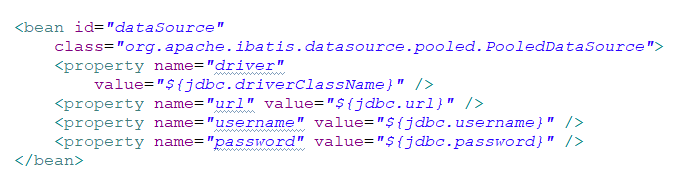 <bean id="dataSource"
    class="org.apache.ibatis.datasource.pooled.PooledDataSource">
    <property name="driver"
        value="${jdbc.driverClassName}" />
    <property name="url" value="${jdbc.url}" />
    <property name="username" value="${jdbc.username}" />
    <property name="password" value="${jdbc.password}" />
</bean>